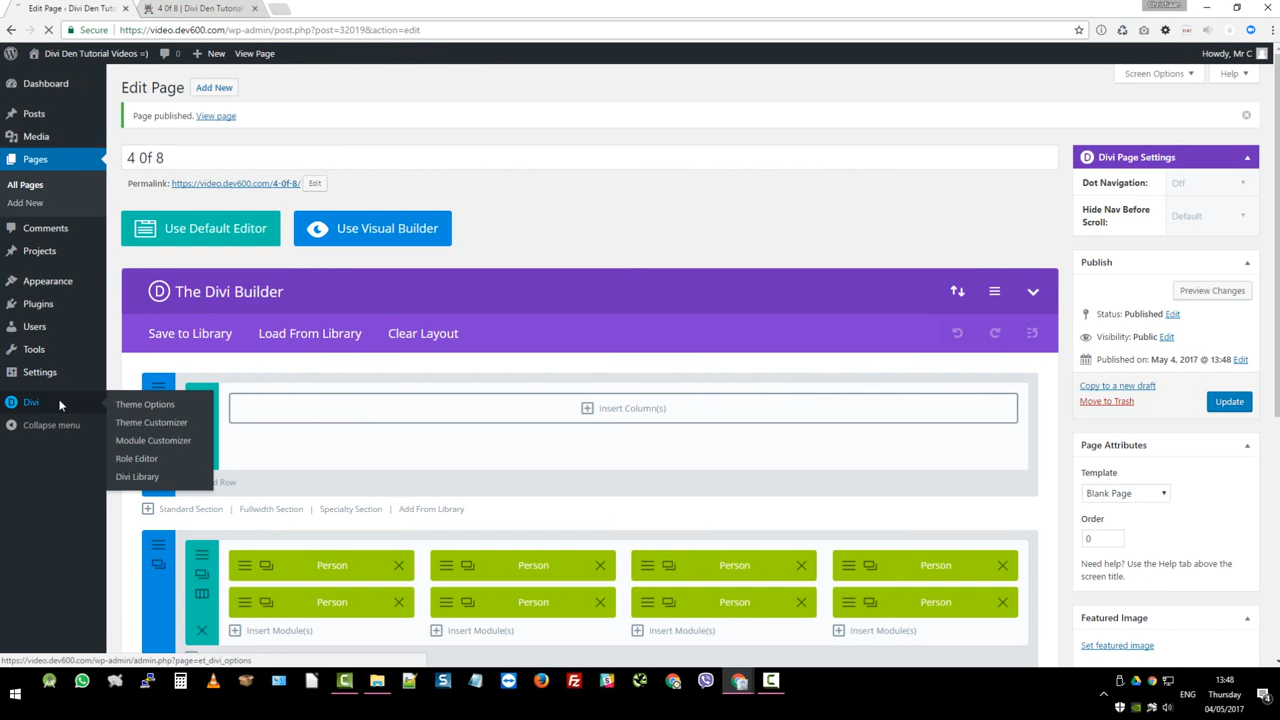 Edit Page ‹ Divi Den Tuto
4 0f 8 | Divi Den Tutorial
Christiaan
Secure | https://video.dev600.com/wp-admin/post.php?post=32019&action=edit
Divi Den Tutorial Videos =) 0 New View Page Howdy, Mr C
Screen Options Help
Dashboard
Posts
Media
Pages
All Pages
Add New
Comments
Projects
Appearance
Plugins
Users
Tools
Settings
Divi
Collapse menu
Theme Options
Theme Customizer
Module Customizer
Role Editor
Divi Library
Edit Page Add New
Page published. View page
4 0f 8
Permalink: https://video.dev600.com/4-0f-8/ Edit
Use Default Editor Use Visual Builder
The Divi Builder
Save to Library Load From Library Clear Layout
Insert Column(s)
d Row
Standard Section | Fullwidth Section | Specialty Section | Add From Library
Person Person Person Person
Person Person Person Person
Insert Module(s) Insert Module(s) Insert Module(s) Insert Module(s)
Divi Page Settings
Dot Navigation: Off
Hide Nav Before Scroll: Default
Publish
Preview Changes
Status: Published Edit
Visibility: Public Edit
Published on: May 4, 2017 @ 13:48 Edit
Copy to a new draft
Move to Trash
Update
Page Attributes
Template
Blank Page
Order
0
Need help? Use the Help tab above the
screen title.
Featured Image
Set featured image
https://video.dev600.com/wp-admin/admin.php?page=et_divi_options
13:48
ENG Thursday
04/05/2017
4